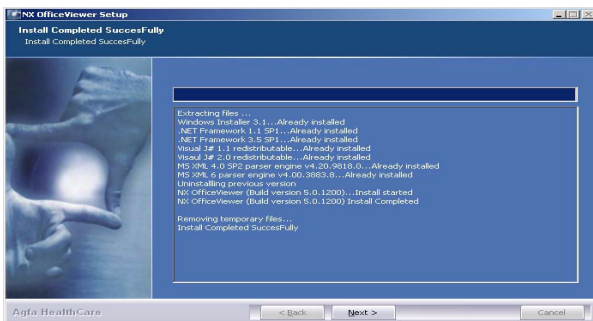 NX OfficeViewer Setup
Install Completed SuccesFully
Install Completed SuccesFully
Extracting files ...
Windows Installer 3.1...Already installed
.NET Framework 1.1 SP1...Already installed
.NET Framework 3.5 SP1...Already installed
Visual J# 1.1 redistributable...Already installed
Visaul J# 2.0 redistributable...Already installed
MS XML 4.0 SP2 parser engine v4.20.9818.0...Already installed
MS XML 6 parser engine v4.00.3883.8...Already installed
Uninstalling previous version
NX OfficeViewer (Build version 5.0.1200)...Install started
NX OfficeViewer (Build version 5.0.1200) Install Completed
Removing temporary files...
Install Completed SuccesFully
Agfa HealthCare
< Back
Next >
Cancel